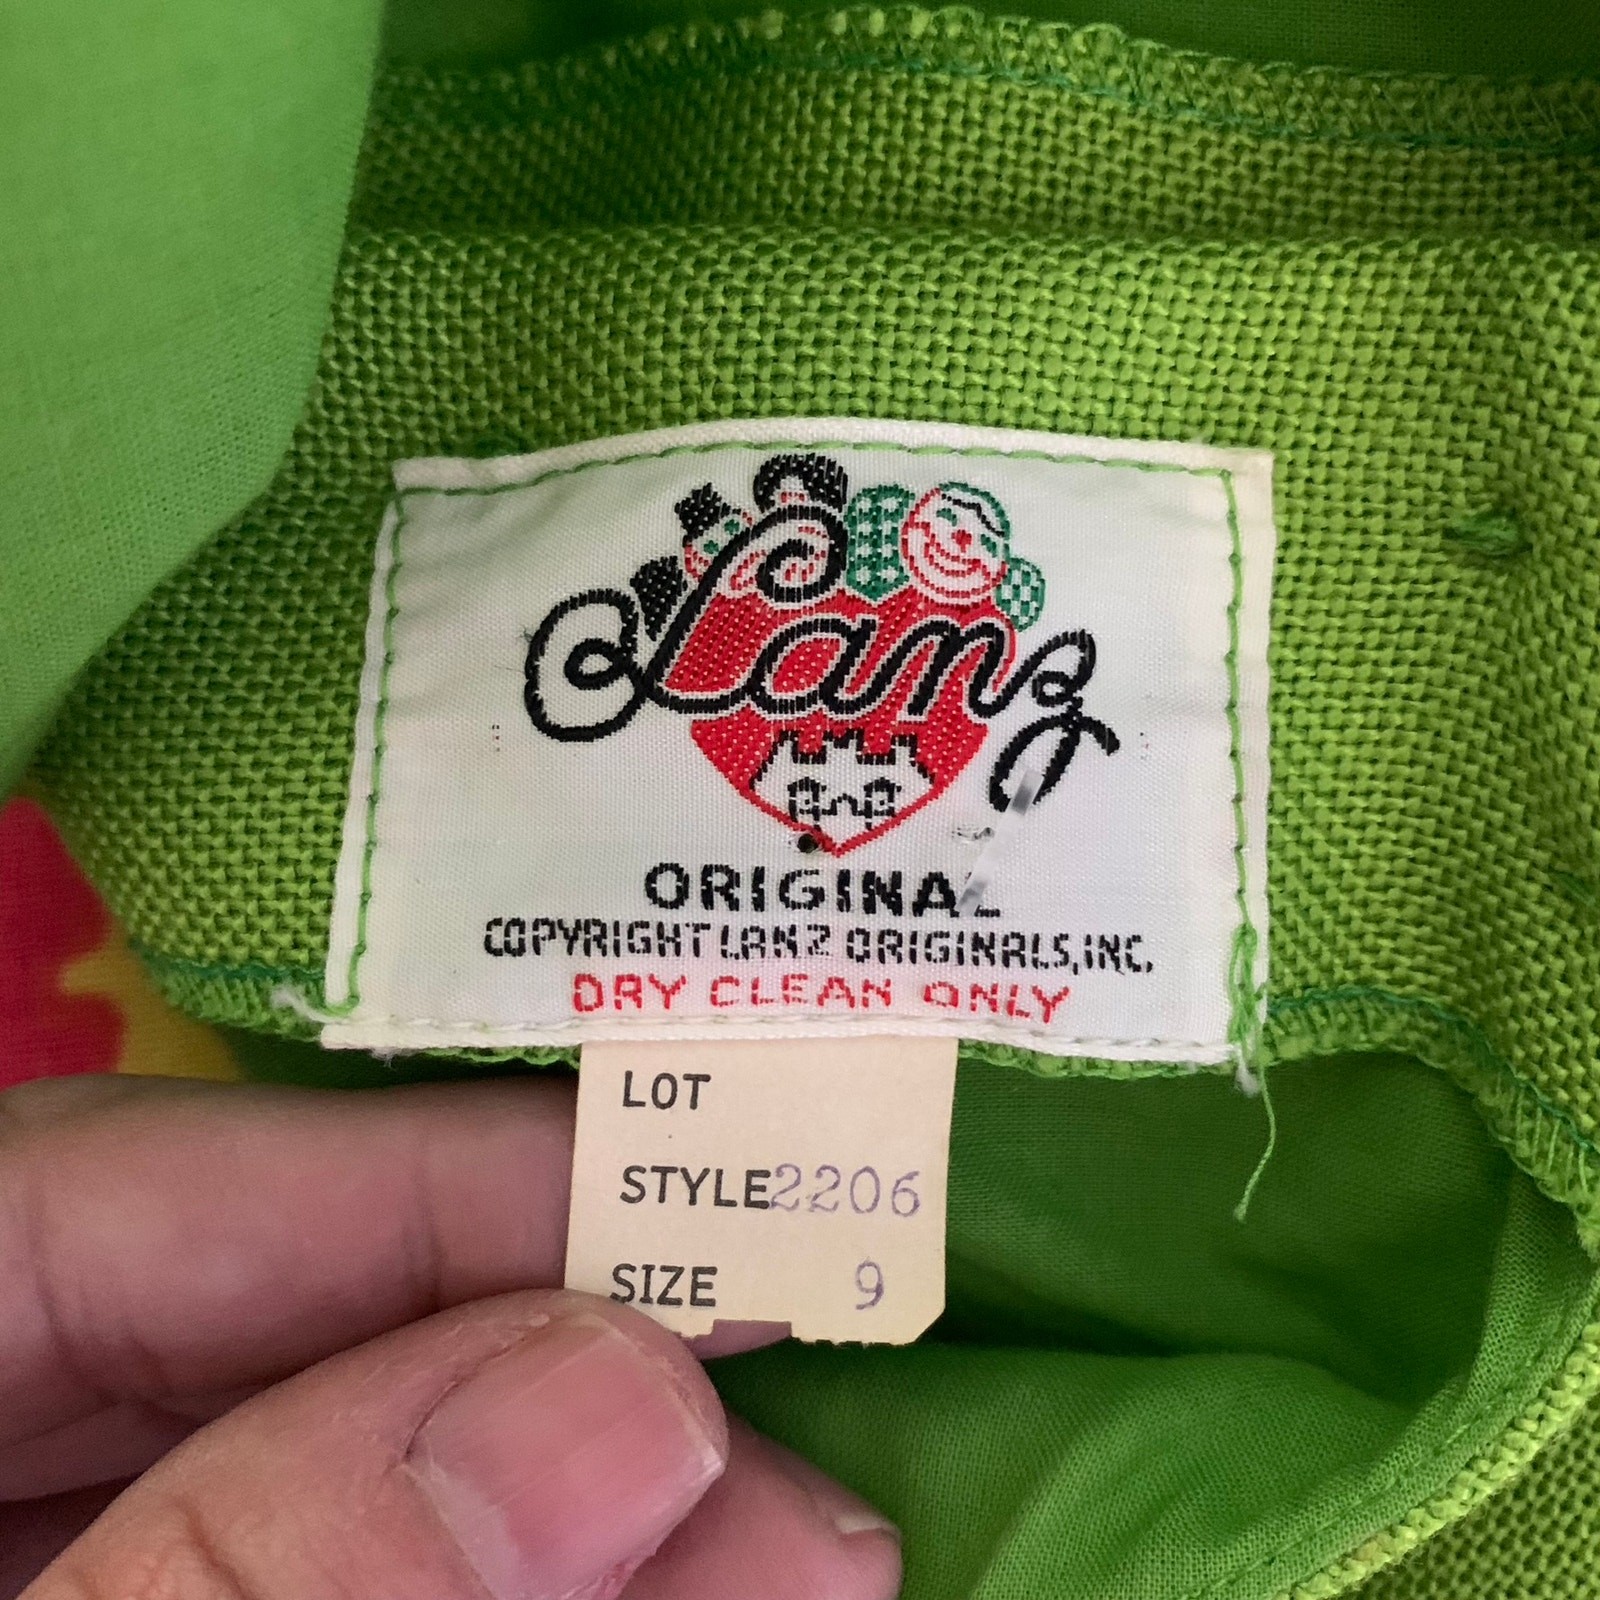 Lanz
ORIGINAL
COPYRIGHT LANZ ORIGINALS, INC.
DRY CLEAN ONLY
LOT
STYLE 2206
SIZE 9